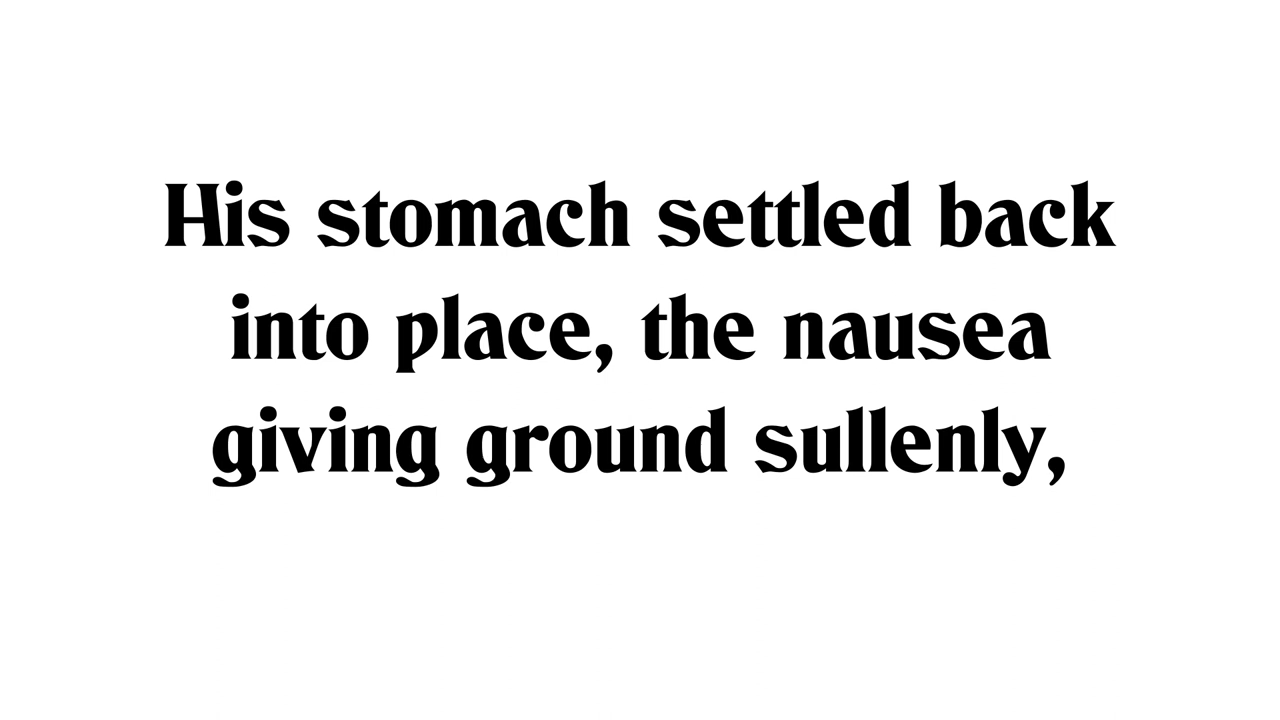 His stomach settled back
into place, the nausea
giving ground sullenly,